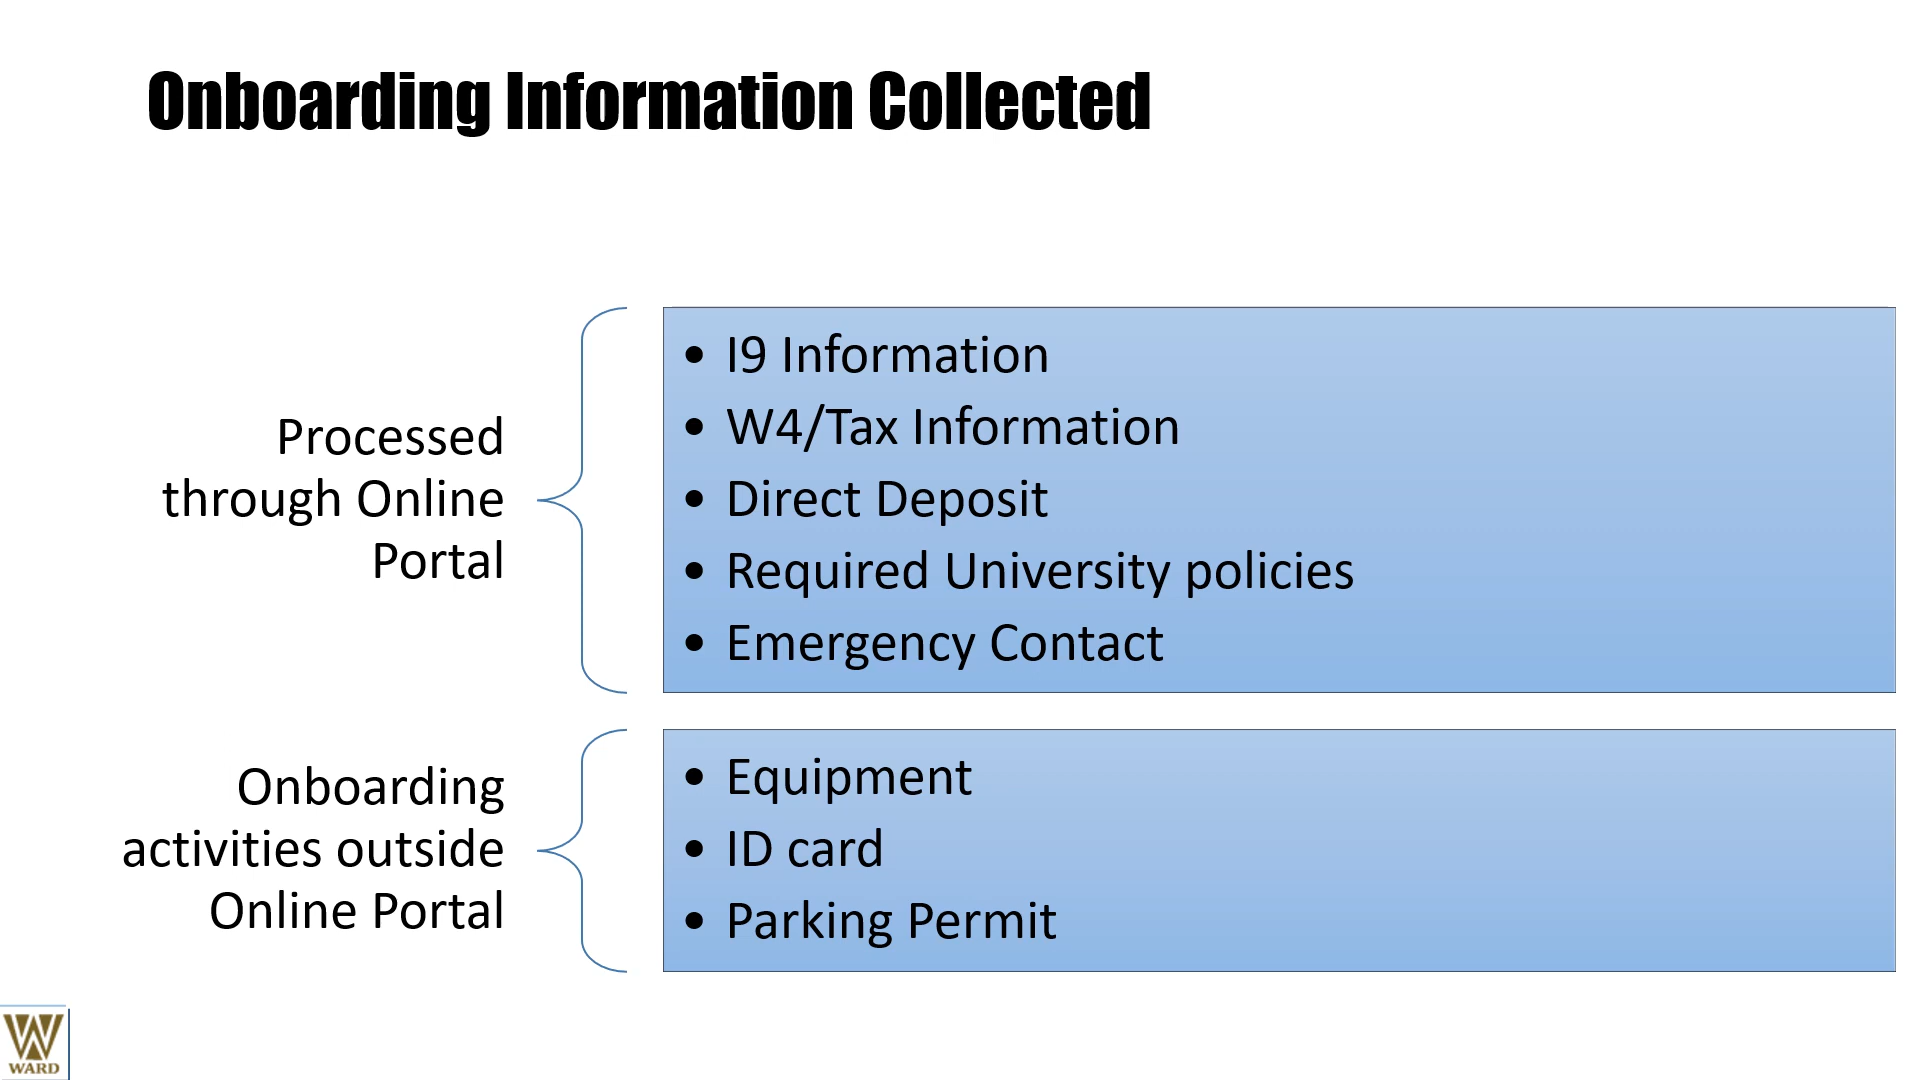 Onboarding Information Collected
Processed
through Online
Portal
• I9 Information
• W4/Tax Information
• Direct Deposit
• Required University policies
• Emergency Contact
Onboarding
activities outside
Online Portal
• Equipment
• ID card
• Parking Permit
WARD